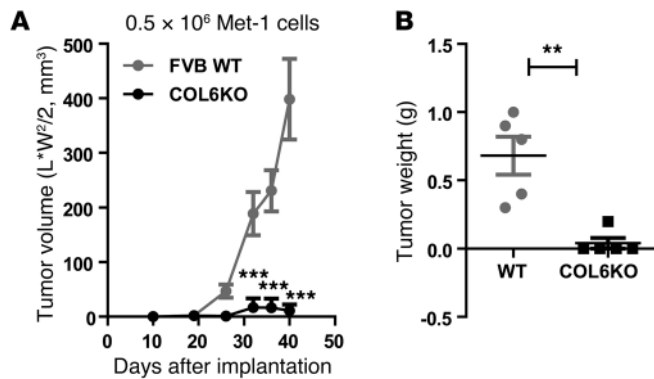 A
0.5 × 10⁶ Met-1 cells
Tumor volume (L*W²/2, mm³)
500
400
300
200
100
0
FVB WT
COL6KO
***
***
***
0 10 20 30 40 50
Days after implantation
B
Tumor weight (g)
1.5
1.0
0.5
0.0
-0.5
**
WT COL6KO